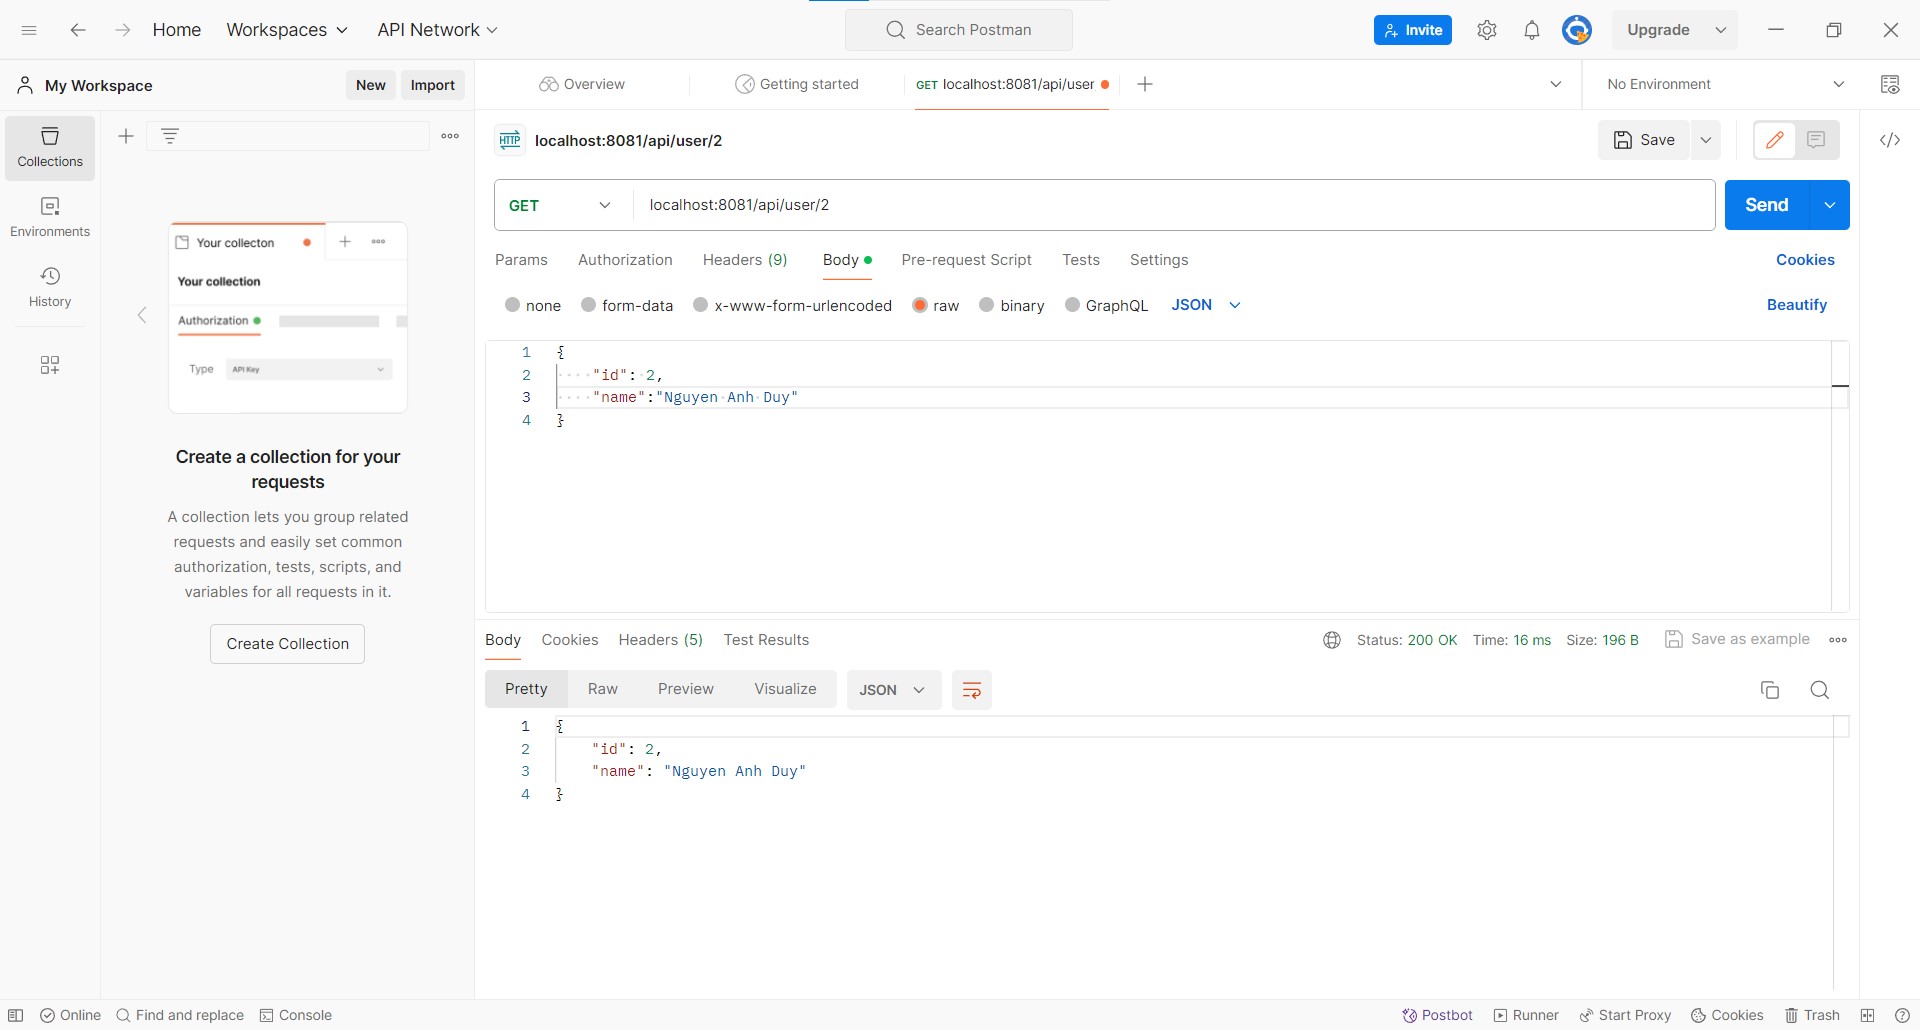 Home Workspaces API Network Search Postman Invite Upgrade
My Workspace New Import Overview Getting started GET localhost:8081/api/user No Environment
Collections
Environments
History
Your collecton
Your collection
Authorization
Type API Key
Create a collection for your
requests
A collection lets you group related
requests and easily set common
authorization, tests, scripts, and
variables for all requests in it.
Create Collection
HTTP localhost:8081/api/user/2 Save
GET localhost:8081/api/user/2 Send
Params Authorization Headers (9) Body Pre-request Script Tests Settings Cookies
none form-data x-www-form-urlencoded raw binary GraphQL JSON Beautify
1 {
2 "id": 2,
3 "name":"Nguyen Anh Duy"
4 }
Body Cookies Headers (5) Test Results Status: 200 OK Time: 16 ms Size: 196 B Save as example
Pretty Raw Preview Visualize JSON
1 {
2 "id": 2,
3 "name": "Nguyen Anh Duy"
4 }
Online Find and replace Console Postbot Runner Start Proxy Cookies Trash